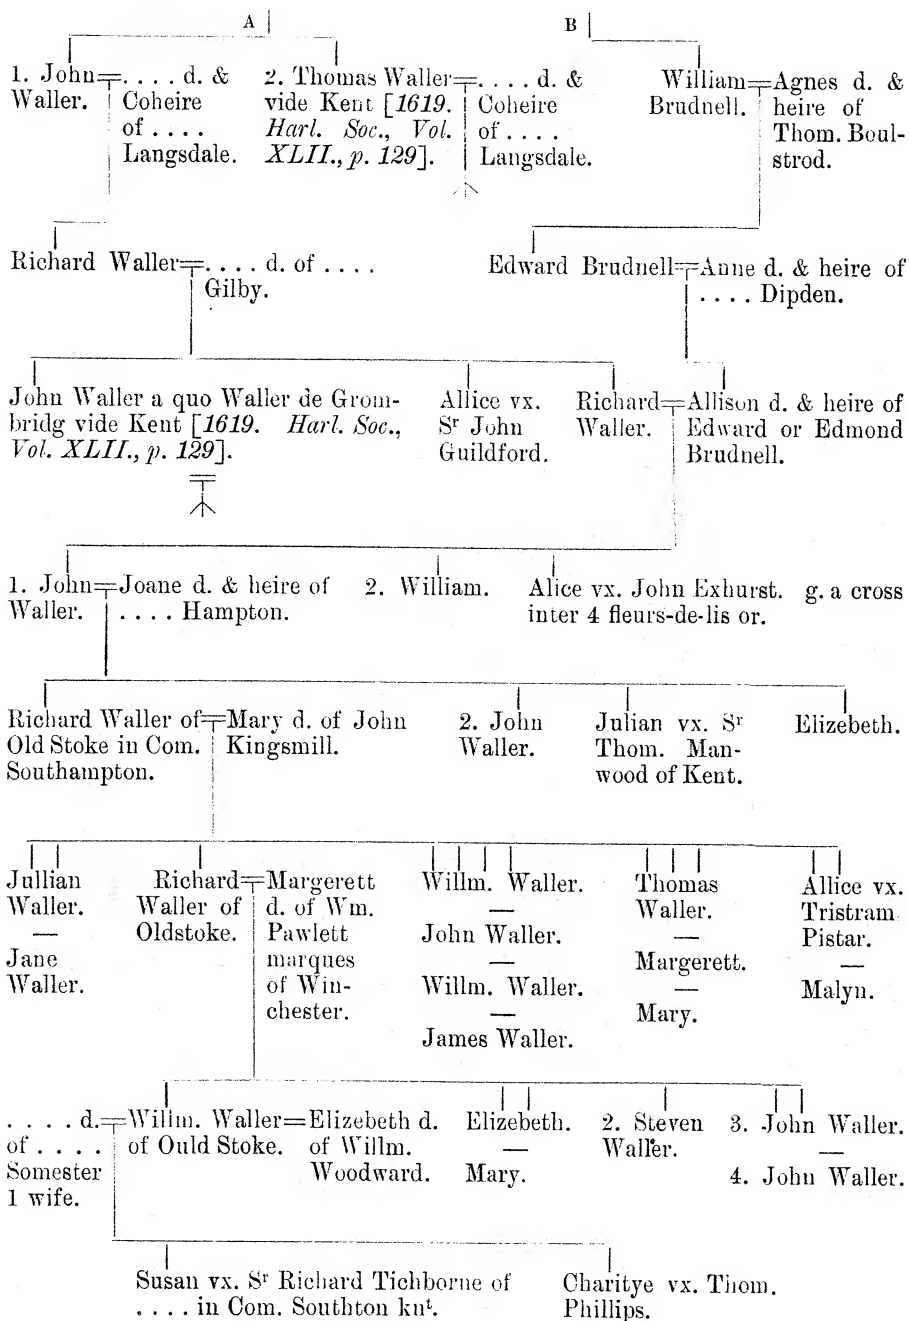 A B
1. John=. . . . d. &
Waller. Coheire
of . . . .
Langsdale.
2. Thomas Waller=. . . . d. &
vide Kent [1619. Coheire
Harl. Soc., Vol. of . . . .
XLII., p. 129]. Langsdale.
William=Agnes d. &
Brudnell. heire of
Thom. Boul-
strod.
Richard Waller=. . . . d. of . . . .
Gilby.
Edward Brudnell=Anne d. & heire of
. . . . Dipden.
John Waller a quo Waller de Grom-
bridg vide Kent [1619. Harl. Soc.,
Vol. XLII., p. 129].
Allice vx.
Sr John
Guildford.
Richard=Allison d. & heire of
Waller. Edward or Edmond
Brudnell.
1. John=Joane d. & heire of
Waller. . . . . Hampton.
2. William.
Alice vx. John Exhurst. g. a cross
inter 4 fleurs-de-lis or.
Richard Waller of=Mary d. of John
Old Stoke in Com. Kingsmill.
Southampton.
2. John
Waller.
Julian vx. Sr
Thom. Man-
wood of Kent.
Elizebeth.
Jullian
Waller.
—
Jane
Waller.
Richard=Margerett
Waller of d. of Wm.
Oldstoke. Pawlett
marques
of Win-
chester.
Willm. Waller.
—
John Waller.
—
Willm. Waller.
—
James Waller.
Thomas
Waller.
—
Margerett.
—
Mary.
Allice vx.
Tristram
Pistar.
—
Malyn.
. . . . d.=Willm. Waller=Elizebeth d.
of . . . . of Ould Stoke. of Willm.
Somester Woodward.
1 wife.
Elizebeth.
—
Mary.
2. Steven
Waller.
3. John Waller.
—
4. John Waller.
Susan vx. Sr Richard Tichborne of
. . . . in Com. Southton knt.
Charitye vx. Thom.
Phillips.